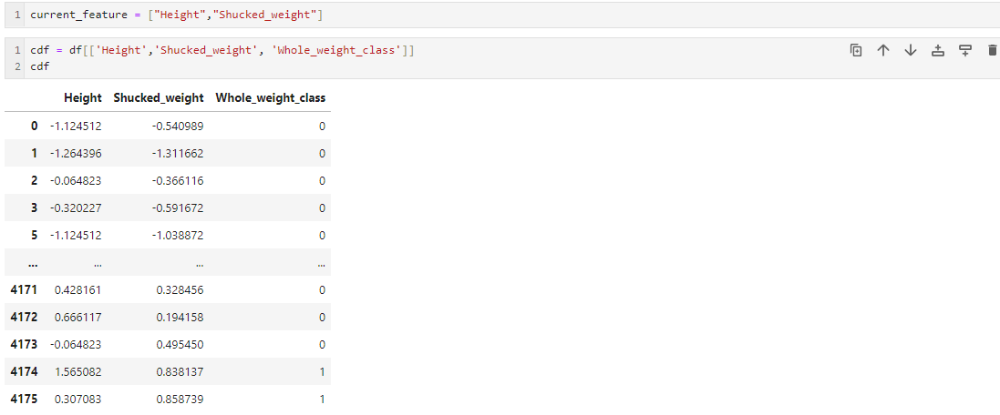 1 current_feature = ["Height","Shucked_weight"]
1 cdf = df[['Height','Shucked_weight', 'Whole_weight_class']]
2 cdf
Height Shucked_weight Whole_weight_class
0 -1.124512 -0.540989 0
1 -1.264396 -1.311662 0
2 -0.064823 -0.366116 0
3 -0.320227 -0.591672 0
5 -1.124512 -1.038872 0
... ... ... ...
4171 0.428161 0.328456 0
4172 0.666117 0.194158 0
4173 -0.064823 0.495450 0
4174 1.565082 0.838137 1
4175 0.307083 0.858739 1